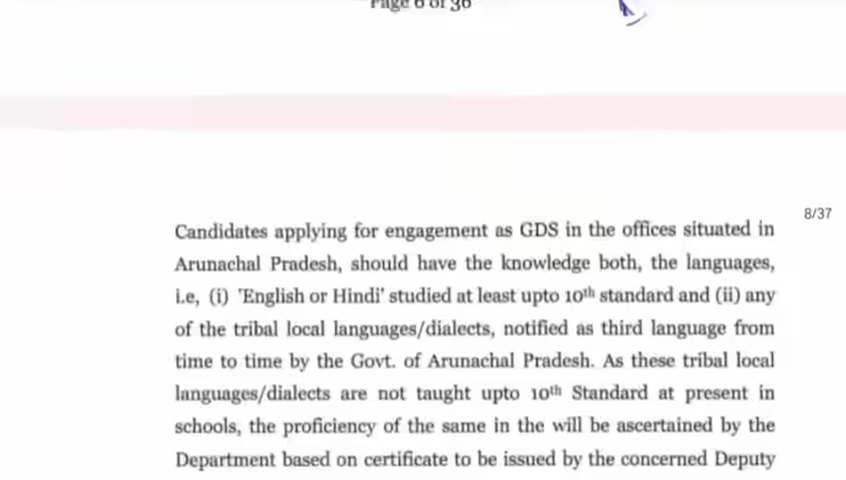 Page 6 of 36
8/37
Candidates applying for engagement as GDS in the offices situated in
Arunachal Pradesh, should have the knowledge both, the languages,
i.e, (i) 'English or Hindi' studied at least upto 10th standard and (ii) any
of the tribal local languages/dialects, notified as third language from
time to time by the Govt. of Arunachal Pradesh. As these tribal local
languages/dialects are not taught upto 10th Standard at present in
schools, the proficiency of the same in the will be ascertained by the
Department based on certificate to be issued by the concerned Deputy